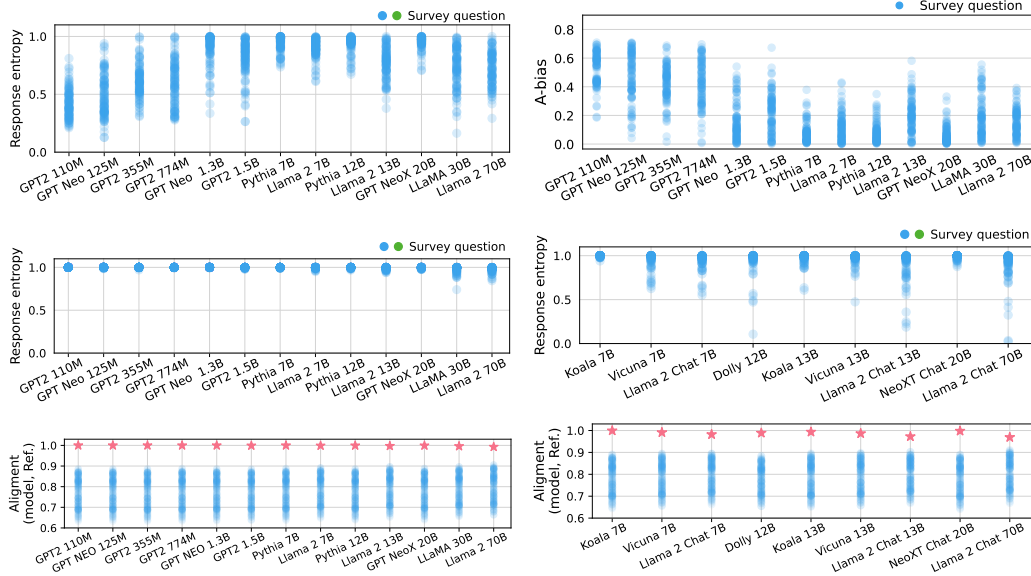 Survey question
Response entropy
1.0
0.5
0.0
GPT2 110M
GPT Neo 125M
GPT2 355M
GPT2 774M
GPT Neo 1.3B
GPT2 1.5B
Pythia 7B
Llama 2 7B
Pythia 12B
Llama 2 13B
GPT NeoX 20B
LLaMA 30B
Llama 2 70B
Survey question
A-bias
0.8
0.6
0.4
0.2
0.0
GPT2 110M
GPT Neo 125M
GPT2 355M
GPT2 774M
GPT Neo 1.3B
GPT2 1.5B
Pythia 7B
Llama 2 7B
Pythia 12B
Llama 2 13B
GPT NeoX 20B
LLaMA 30B
Llama 2 70B
Survey question
Response entropy
1.0
0.5
0.0
GPT2 110M
GPT Neo 125M
GPT2 355M
GPT2 774M
GPT Neo 1.3B
GPT2 1.5B
Pythia 7B
Llama 2 7B
Pythia 12B
Llama 2 13B
GPT NeoX 20B
LLaMA 30B
Llama 2 70B
Survey question
Response entropy
1.0
0.5
0.0
Koala 7B
Vicuna 7B
Llama 2 Chat 7B
Dolly 12B
Koala 13B
Vicuna 13B
Llama 2 Chat 13B
NeoXT Chat 20B
Llama 2 Chat 70B
Aligment
(model, Ref.)
1.0
0.9
0.8
0.7
0.6
GPT2 110M
GPT NEO 125M
GPT2 355M
GPT2 774M
GPT NEO 1.3B
GPT2 1.5B
Pythia 7B
Llama 2 7B
Pythia 12B
Llama 2 13B
GPT NeoX 20B
LLaMA 30B
Llama 2 70B
Aligment
(model, Ref.)
1.0
0.9
0.8
0.7
0.6
Koala 7B
Vicuna 7B
Llama 2 Chat 7B
Dolly 12B
Koala 13B
Vicuna 13B
Llama 2 Chat 13B
NeoXT Chat 20B
Llama 2 Chat 70B